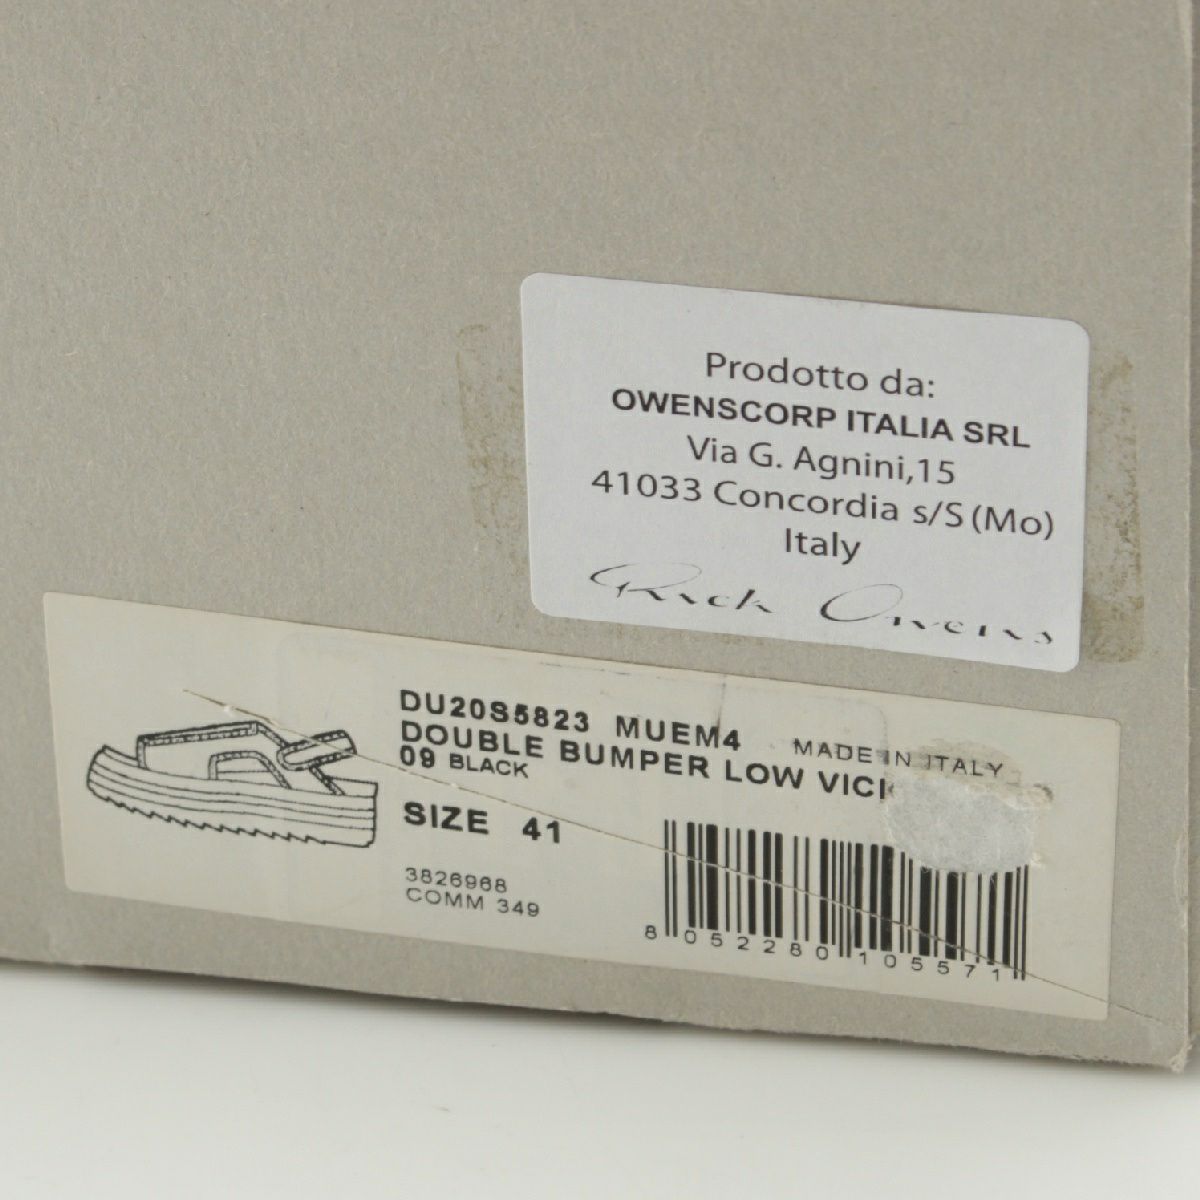 Prodotto da:
OWENSCORP ITALIA SRL
Via G. Agnini,15
41033 Concordia s/S (Mo)
Italy
Rick Owens
DU20S5823 MUEM4 MADE IN ITALY
DOUBLE BUMPER LOW
09 BLACK
SIZE 41
3826968
COMM 349
8 052280 105571